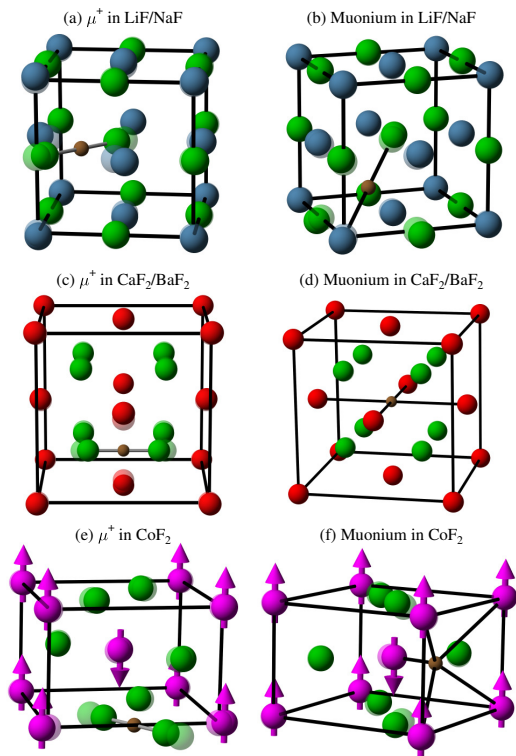 (a) μ⁺ in LiF/NaF
(b) Muonium in LiF/NaF
(c) μ⁺ in CaF₂/BaF₂
(d) Muonium in CaF₂/BaF₂
(e) μ⁺ in CoF₂
(f) Muonium in CoF₂